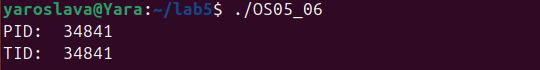 yaroslava@Yara:~/lab5$ ./OS05_06
PID:  34841
TID:  34841